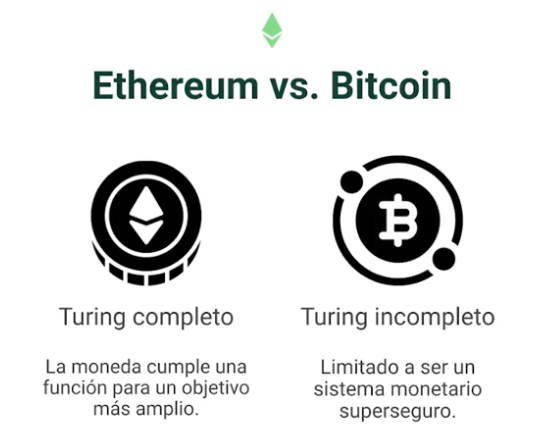 Ethereum vs. Bitcoin
Turing completo
La moneda cumple una
función para un objetivo
más amplio.
Turing incompleto
Limitado a ser un
sistema monetario
superseguro.